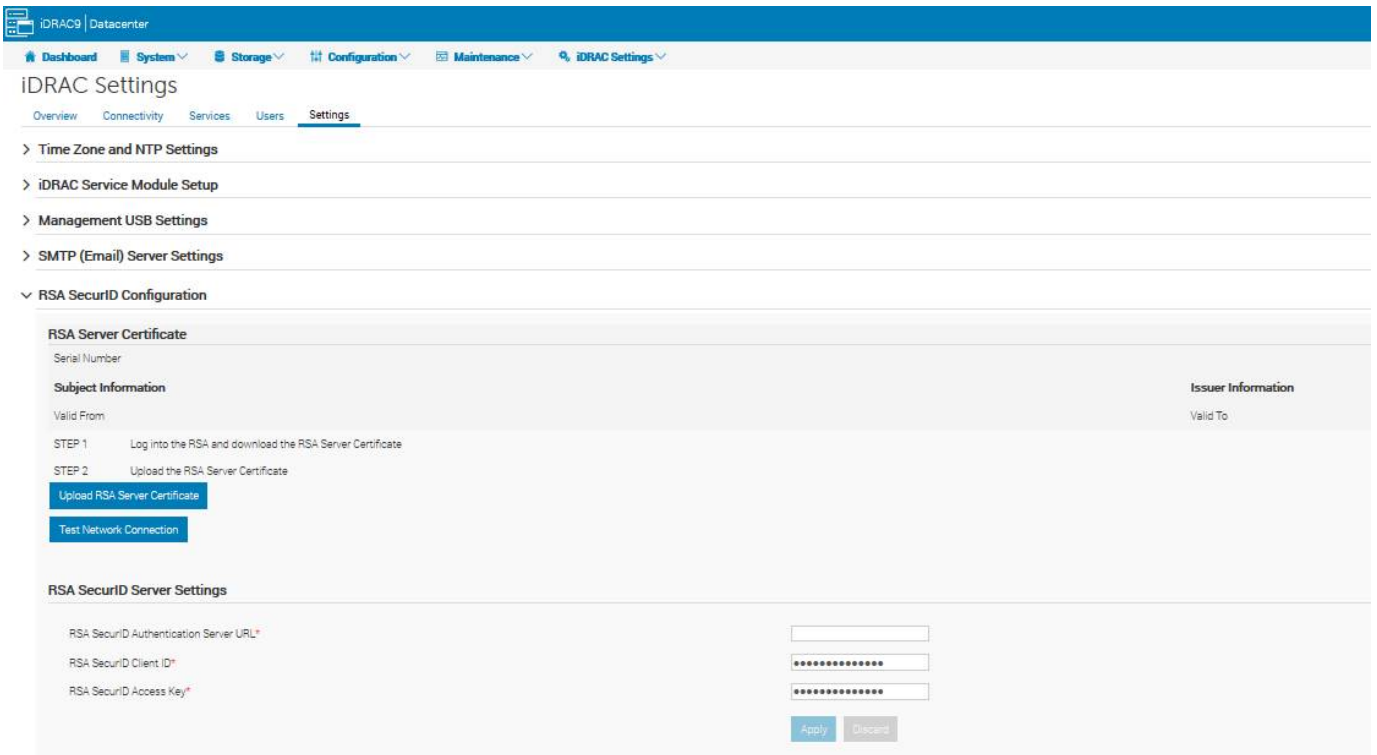 iDRAC9 | Datacenter
Dashboard System Storage Configuration Maintenance iDRAC Settings
iDRAC Settings
Overview Connectivity Services Users Settings
Time Zone and NTP Settings
iDRAC Service Module Setup
Management USB Settings
SMTP (Email) Server Settings
RSA SecurID Configuration
RSA Server Certificate
Serial Number
Subject Information Issuer Information
Valid From Valid To
STEP 1 Log into the RSA and download the RSA Server Certificate
STEP 2 Upload the RSA Server Certificate
Upload RSA Server Certificate
Test Network Connection
RSA SecurID Server Settings
RSA SecurID Authentication Server URL*
RSA SecurID Client ID* ••••••••••••••
RSA SecurID Access Key* ••••••••••••••
Apply Discard